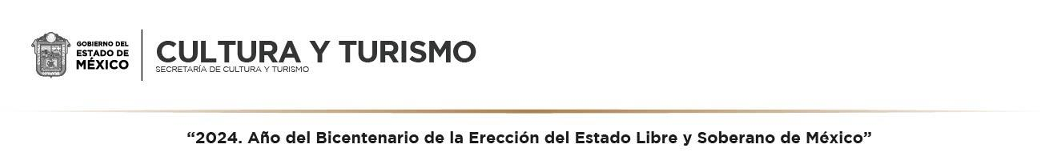 GOBIERNO DEL
ESTADO DE
MÉXICO
CULTURA Y TURISMO
SECRETARÍA DE CULTURA Y TURISMO
“2024. Año del Bicentenario de la Erección del Estado Libre y Soberano de México”